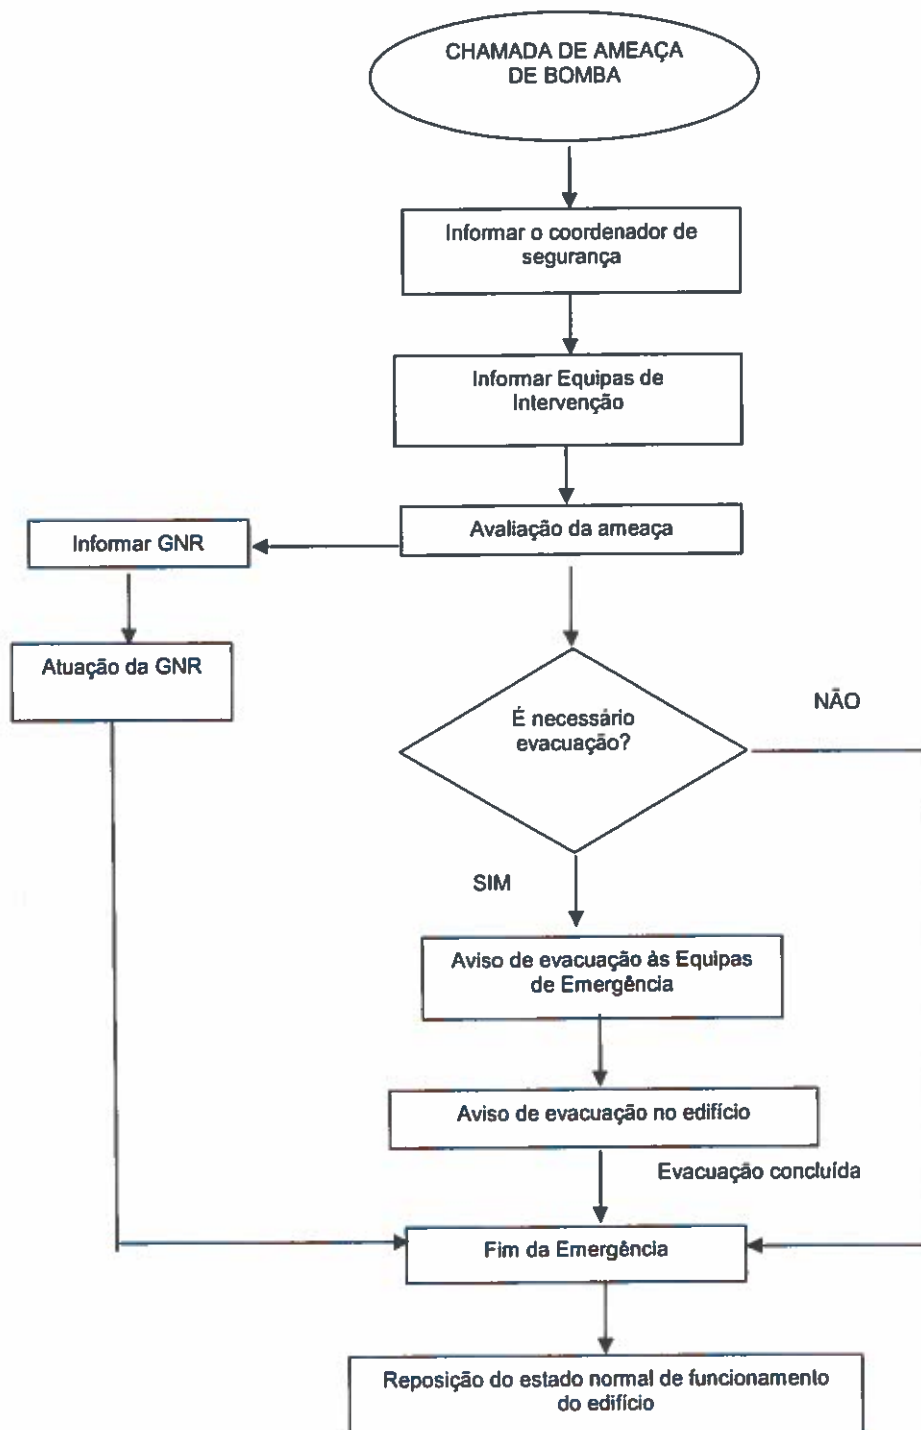 CHAMADA DE AMEAÇA
DE BOMBA
Informar o coordenador de
segurança
Informar Equipas de
Intervenção
Avaliação da ameaça
Informar GNR
Atuação da GNR
É necessário
evacuação?
NÃO
SIM
Aviso de evacuação às Equipas
de Emergência
Aviso de evacuação no edifício
Evacuação concluída
Fim da Emergência
Reposição do estado normal de funcionamento
do edifício